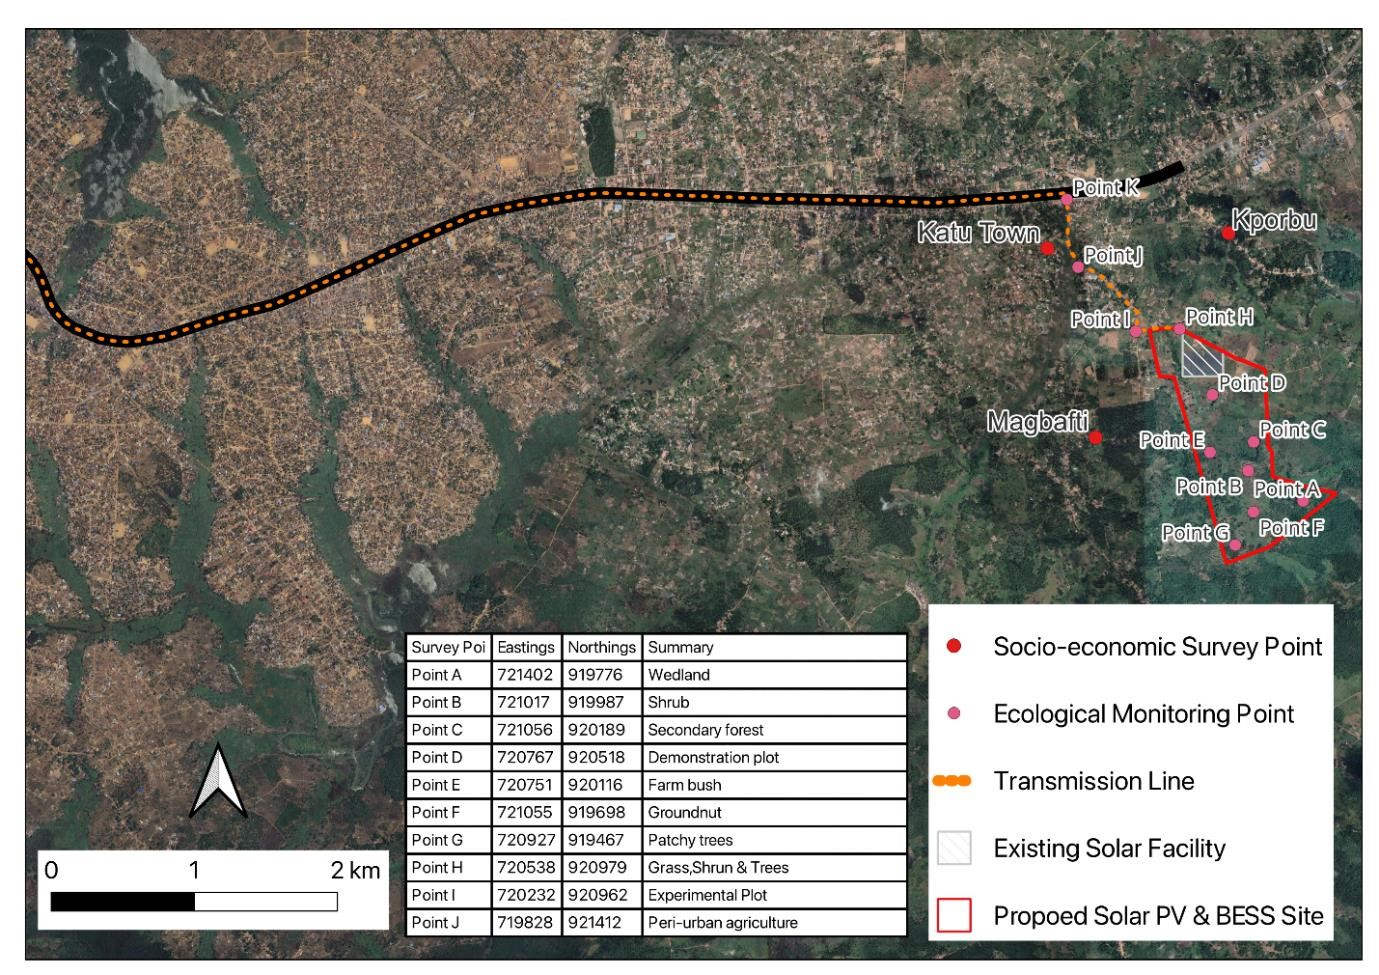 Point K
Katu Town
Kporbu
Point J
Point I
Point H
Point D
Magbafti
Point C
Point E
Point B
Point A
Point G
Point F
Survey Poi Eastings Northings Summary
Point A 721402 919776 Wedland
Point B 721017 919987 Shrub
Point C 721056 920189 Secondary forest
Point D 720767 920518 Demonstration plot
Point E 720751 920116 Farm bush
Point F 721055 919698 Groundnut
Point G 720927 919467 Patchy trees
Point H 720538 920979 Grass,Shrun & Trees
Point I 720232 920962 Experimental Plot
Point J 719828 921412 Peri-urban agriculture
Socio-economic Survey Point
Ecological Monitoring Point
Transmission Line
Existing Solar Facility
Propoed Solar PV & BESS Site
0 1 2 km